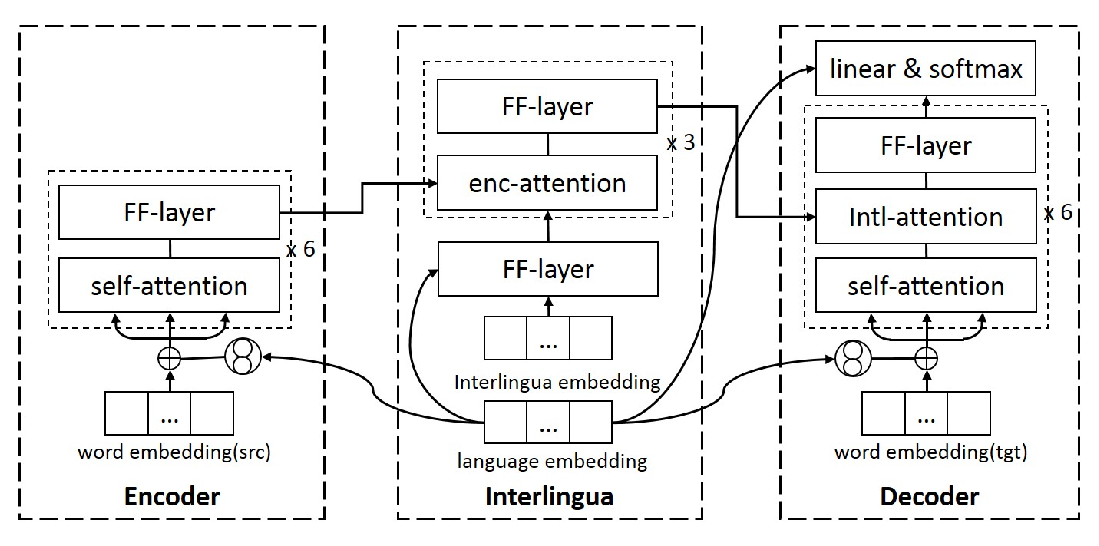 FF-layer
self-attention
x 6
...
word embedding(src)
Encoder
FF-layer
enc-attention
x 3
FF-layer
...
Interlingua embedding
...
language embedding
Interlingua
linear & softmax
FF-layer
Intl-attention
x 6
self-attention
...
word embedding(tgt)
Decoder